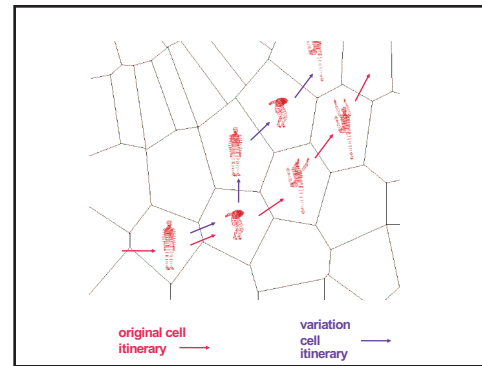 original cell
itinerary
variation
cell
itinerary